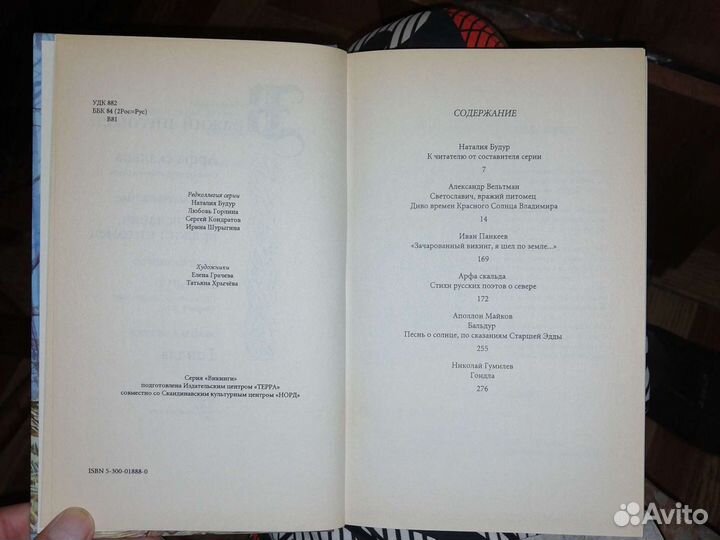 УДК 882
ББК 84 (2Рос=Рус)
В81
Редколлегия серии
Наталия Будур
Любовь Горлина
Сергей Кондратов
Ирина Шурыгина
Художники
Елена Грачева
Татьяна Храчёва
Серия «Викинги»
подготовлена Издательским центром «ТЕРРА»
совместно со Скандинавским культурным центром «НОРД»
ISBN 5-300-01888-0
СОДЕРЖАНИЕ
Наталия Будур
К читателю от составителя серии
7
Александр Вельтман
Светославич, вражий питомец
Диво времен Красного Солнца Владимира
14
Иван Панкеев
«Зачарованный викинг, я шел по земле...»
169
Арфа скальда
Стихи русских поэтов о севере
172
Аполлон Майков
Бальдур
Песнь о солнце, по сказаниям Старшей Эдды
255
Николай Гумилев
Гондла
276
Avito